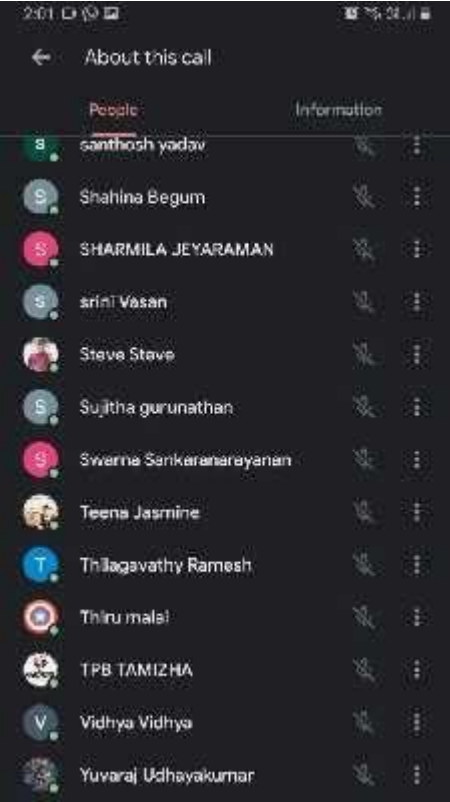 2:01
About this call
People Information
S santhosh yadav
S Shahina Begum
S SHARMILA JEYARAMAN
S srini Vasan
Steve Steve
S Sujitha gurunathan
S Swarna Sankaranarayanan
Teena Jasmine
T Thilagavathy Ramesh
Thiru malai
TPB TAMIZHA
V Vidhya Vidhya
Yuvaraj Udhayakumar